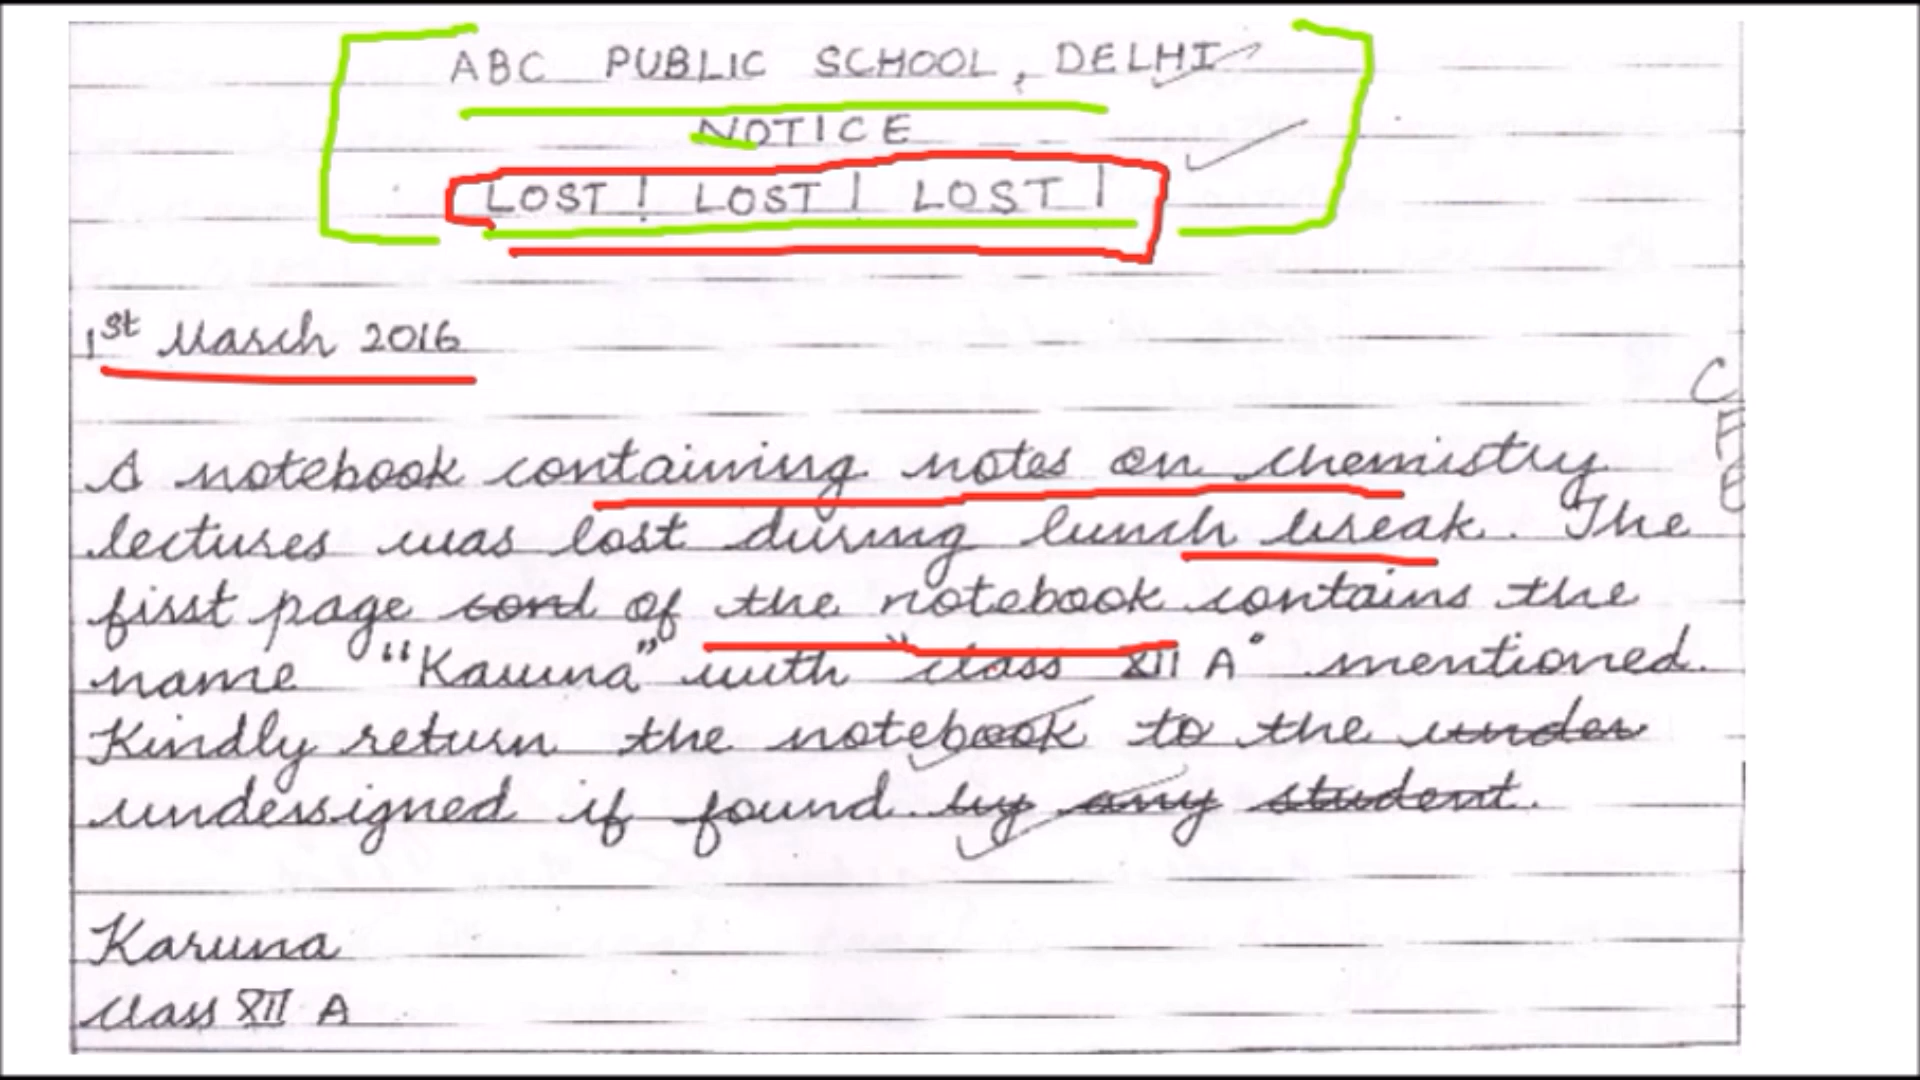 ABC PUBLIC SCHOOL, DELHI
NOTICE
LOST! LOST! LOST!
1st March 2016
A notebook containing notes on chemistry
lectures was lost during lunch break. The
first page cond of the notebook contains the
name "Karuna" with "class XII A" mentioned.
Kindly return the notebook to the under
undersigned if found by any student.
Karuna
Class XII A
C
F
E